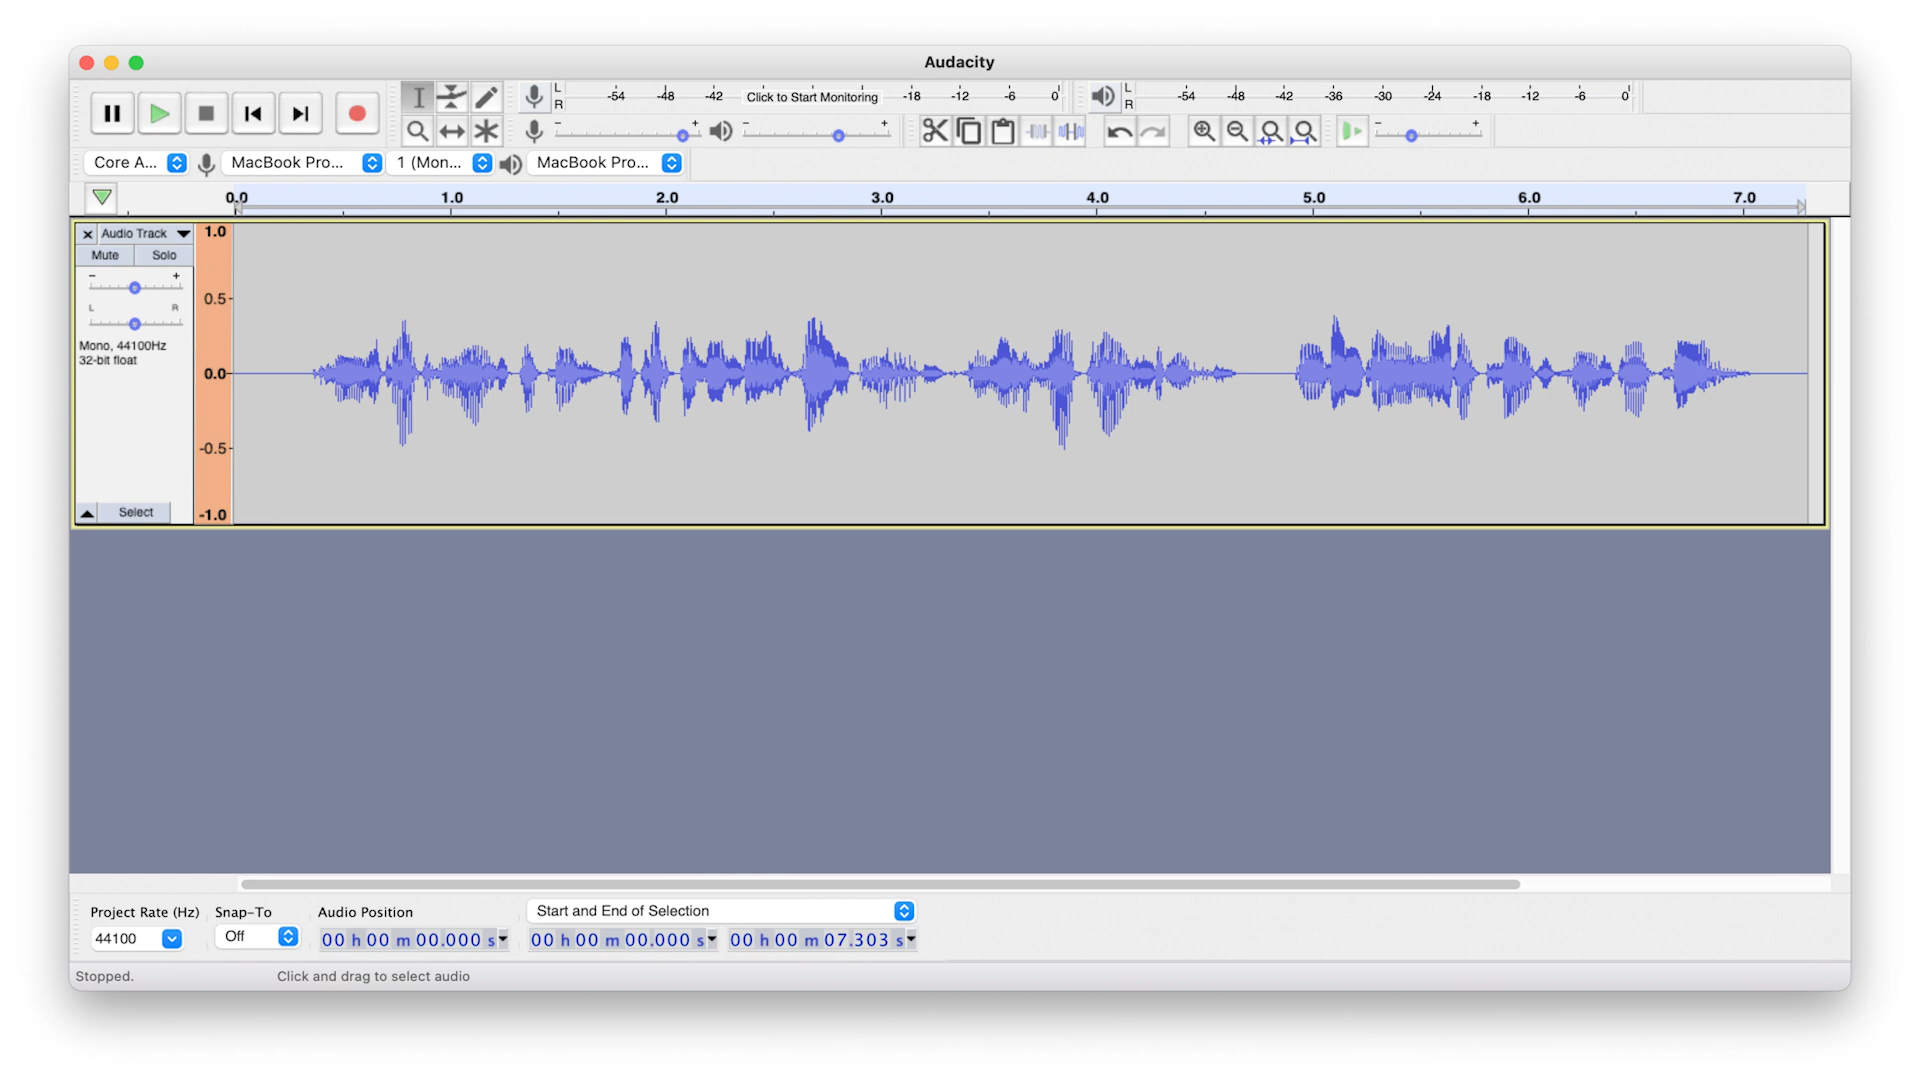 Audacity
L
R
-54 -48 -42 Click to Start Monitoring -18 -12 -6 0
L
R
-54 -48 -42 -36 -30 -24 -18 -12 -6 0
- + - + - +
Core A... MacBook Pro... 1 (Mon... MacBook Pro...
0.0 1.0 2.0 3.0 4.0 5.0 6.0 7.0
Audio Track 1.0
Mute Solo
- +
0.5
L R
Mono, 44100Hz
32-bit float
0.0
-0.5
Select -1.0
Project Rate (Hz) Snap-To Audio Position Start and End of Selection
44100 Off 00 h 00 m 00.000 s 00 h 00 m 00.000 s 00 h 00 m 07.303 s
Stopped. Click and drag to select audio